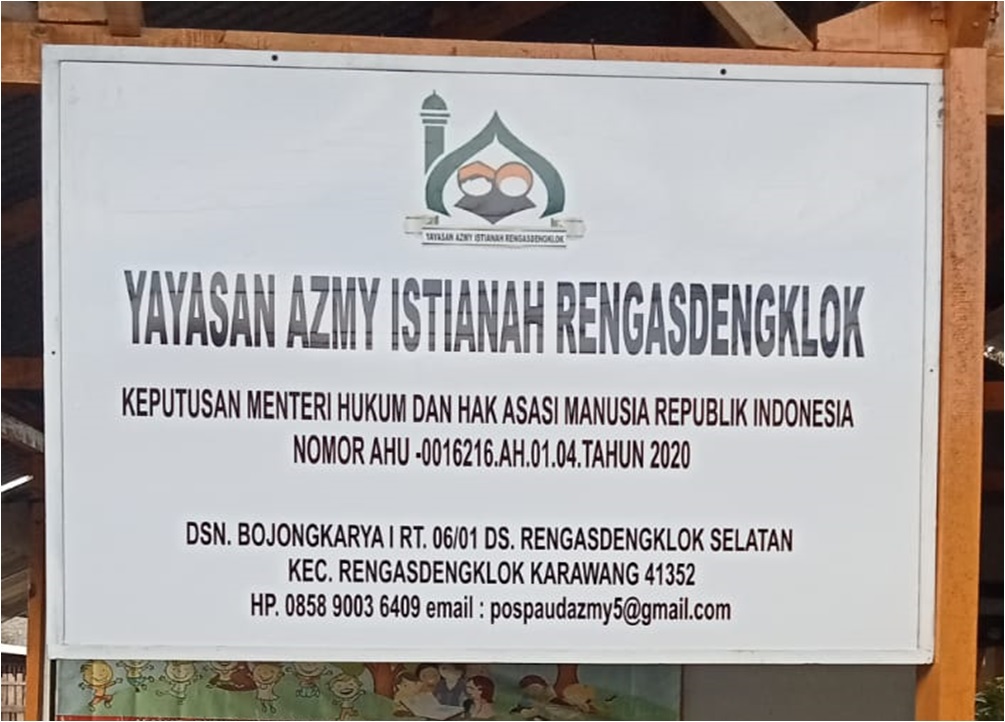 YAYASAN AZMY ISTIANAH RENGASDENGKLOK
YAYASAN AZMY ISTIANAH RENGASDENGKLOK
KEPUTUSAN MENTERI HUKUM DAN HAK ASASI MANUSIA REPUBLIK INDONESIA
NOMOR AHU -0016216.AH.01.04.TAHUN 2020
DSN. BOJONGKARYA I RT. 06/01 DS. RENGASDENGKLOK SELATAN
KEC. RENGASDENGKLOK KARAWANG 41352
HP. 0858 9003 6409 email : pospaudazmy5@gmail.com